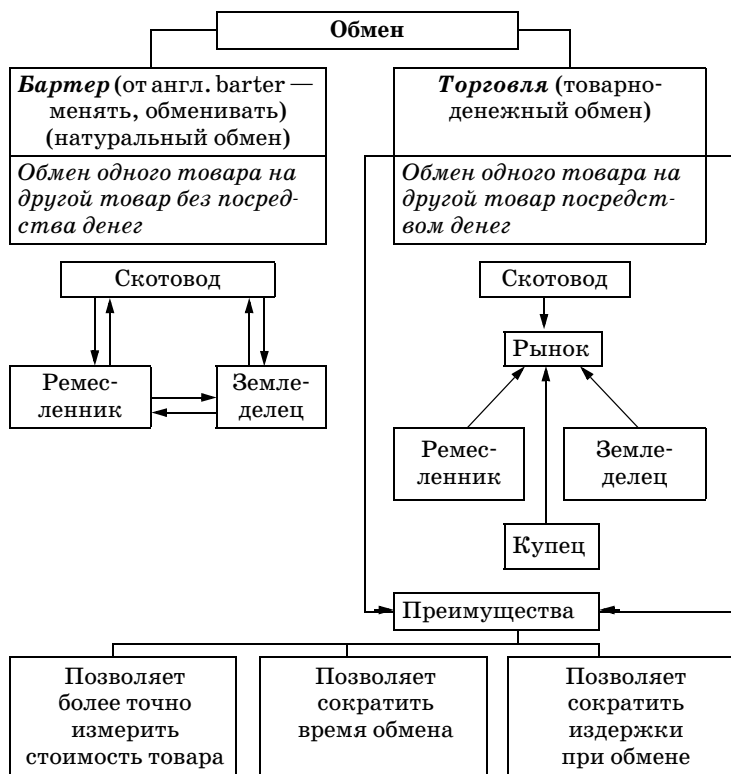 Обмен
Бартер (от англ. barter —
менять, обменивать)
(натуральный обмен)
Обмен одного товара на
другой товар без посред-
ства денег
Торговля (товарно-
денежный обмен)
Обмен одного товара на
другой товар посредст-
вом денег
Скотовод
Ремес-
ленник
Земле-
делец
Скотовод
Рынок
Ремес-
ленник
Земле-
делец
Купец
Преимущества
Позволяет
более точно
измерить
стоимость товара
Позволяет
сократить
время обмена
Позволяет
сократить
издержки
при обмене